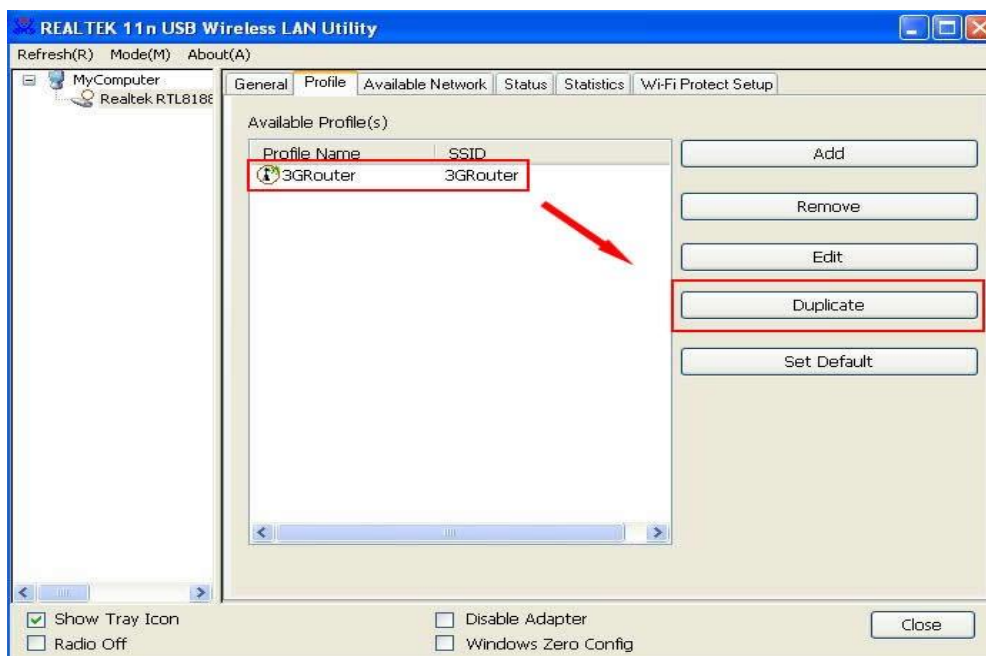 REALTEK 11n USB Wireless LAN Utility
Refresh(R) Mode(M) About(A)
MyComputer
Realtek RTL8188
General Profile Available Network Status Statistics Wi-Fi Protect Setup
Available Profile(s)
Profile Name SSID
3GRouter 3GRouter
Add
Remove
Edit
Duplicate
Set Default
Show Tray Icon
Radio Off
Disable Adapter
Windows Zero Config
Close